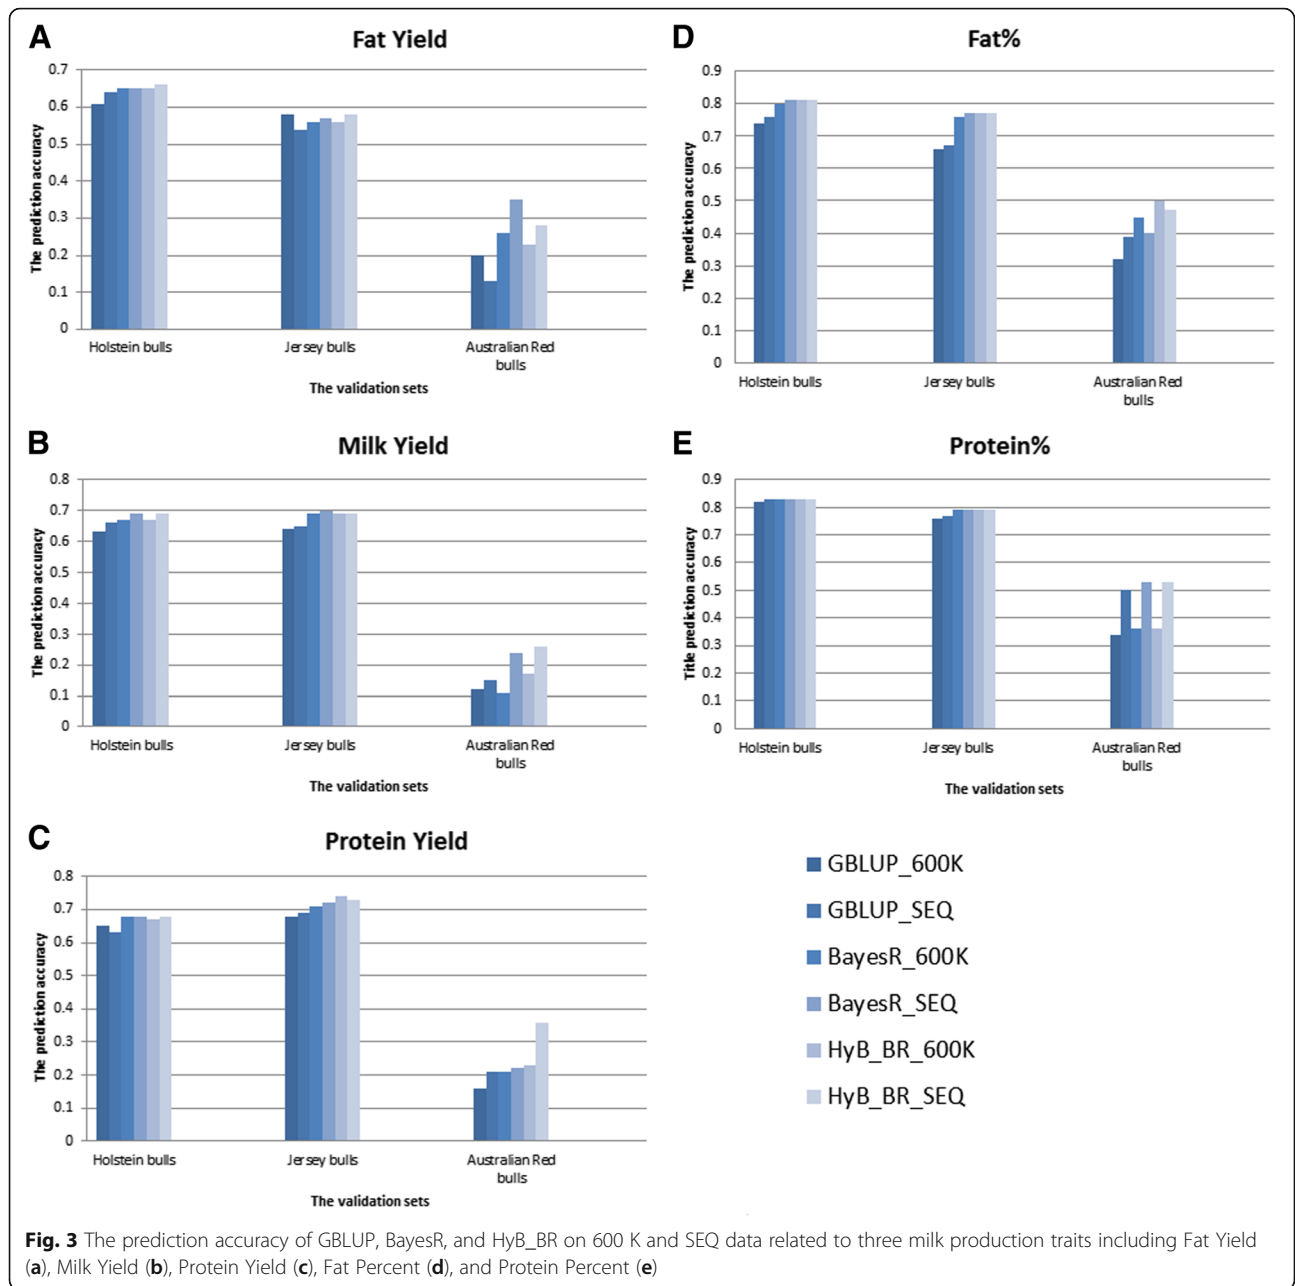 A
Fat Yield
The prediction accuracy
0.7
0.6
0.5
0.4
0.3
0.2
0.1
0
Holstein bulls
Jersey bulls
Australian Red
bulls
The validation sets
B
Milk Yield
The prediction accuracy
0.8
0.7
0.6
0.5
0.4
0.3
0.2
0.1
0
Holstein bulls
Jersey bulls
Australian Red
bulls
The validation sets
C
Protein Yield
The prediction accuracy
0.8
0.7
0.6
0.5
0.4
0.3
0.2
0.1
0
Holstein bulls
Jersey bulls
Australian Red
bulls
The validation sets
D
Fat%
The prediction accuracy
0.9
0.8
0.7
0.6
0.5
0.4
0.3
0.2
0.1
0
Holstein bulls
Jersey bulls
Australian Red
bulls
E
Protein%
Title prediction accuracy
0.9
0.8
0.7
0.6
0.5
0.4
0.3
0.2
0.1
0
Holstein bulls
Jersey bulls
Australian Red
bulls
The validation sets
GBLUP_600K
GBLUP_SEQ
BayesR_600K
BayesR_SEQ
HyB_BR_600K
HyB_BR_SEQ
Fig. 3 The prediction accuracy of GBLUP, BayesR, and HyB_BR on 600 K and SEQ data related to three milk production traits including Fat Yield
(a), Milk Yield (b), Protein Yield (c), Fat Percent (d), and Protein Percent (e)